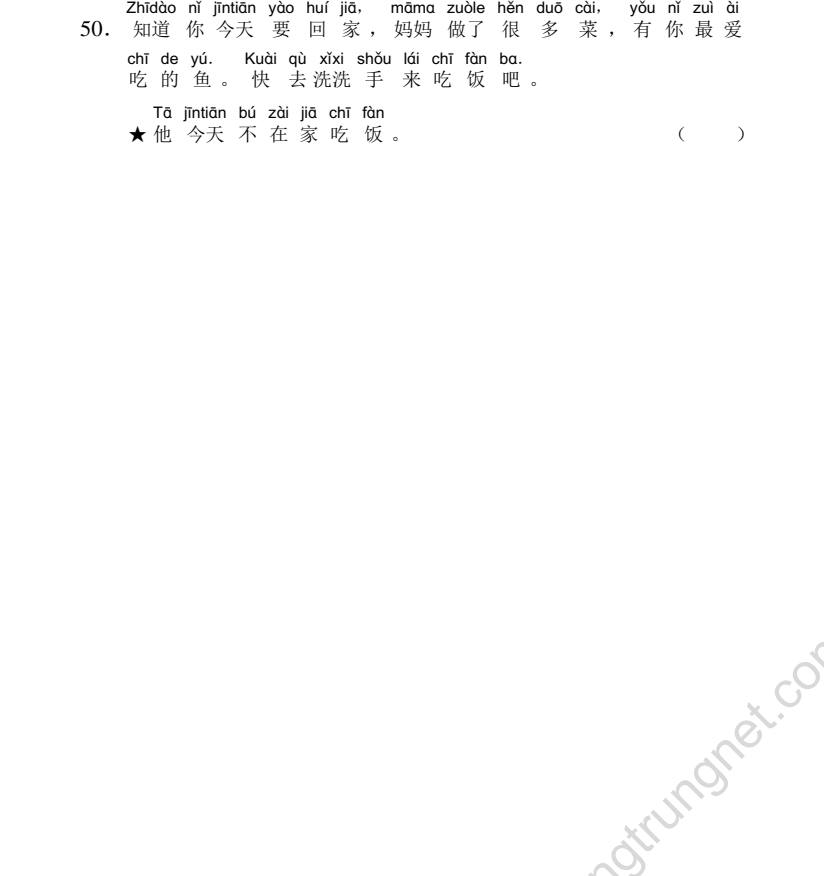 Zhīdào nǐ jīntiān yào huí jiā, māma zuòle hěn duō cài, yǒu nǐ zuì ài
50. 知道 你 今天 要 回 家 , 妈妈 做了 很 多 菜 , 有 你 最 爱
chī de yú. Kuài qù xǐxi shǒu lái chī fàn ba.
吃 的 鱼 。 快 去 洗洗 手 来 吃 饭 吧 。
Tā jīntiān bú zài jiā chī fàn
★ 他 今天 不 在 家 吃 饭 。 ( )